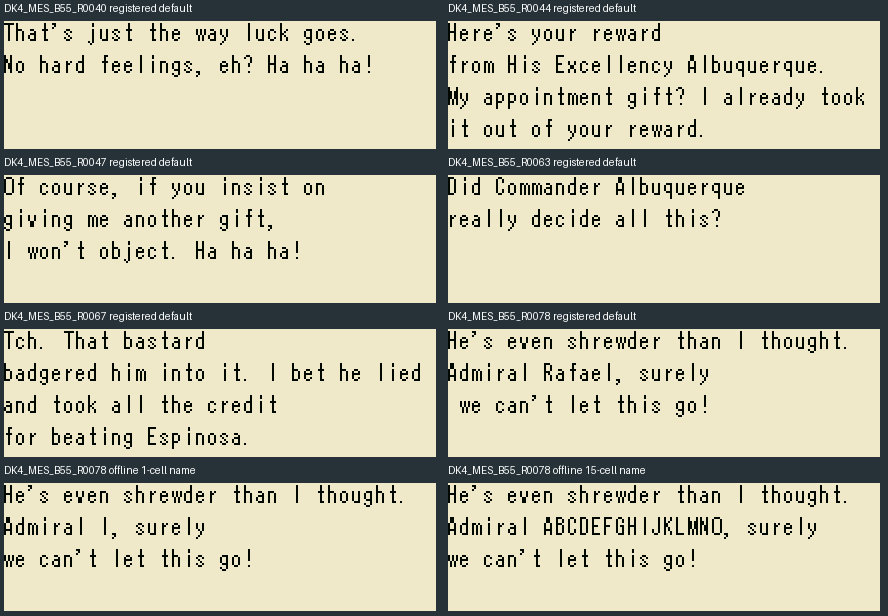 DK4_MES_B55_R0040 registered default
That's just the way luck goes.
No hard feelings, eh? Ha ha ha!
DK4_MES_B55_R0044 registered default
Here's your reward
from His Excellency Albuquerque.
My appointment gift? I already took
it out of your reward.
DK4_MES_B55_R0047 registered default
Of course, if you insist on
giving me another gift,
I won't object. Ha ha ha!
DK4_MES_B55_R0063 registered default
Did Commander Albuquerque
really decide all this?
DK4_MES_B55_R0067 registered default
Tch. That bastard
badgered him into it. I bet he lied
and took all the credit
for beating Espinosa.
DK4_MES_B55_R0078 registered default
He's even shrewder than I thought.
Admiral Rafael, surely
we can't let this go!
DK4_MES_B55_R0078 offline 1-cell name
He's even shrewder than I thought.
Admiral I, surely
we can't let this go!
DK4_MES_B55_R0078 offline 15-cell name
He's even shrewder than I thought.
Admiral ABCDEFGHIJKLMNO, surely
we can't let this go!